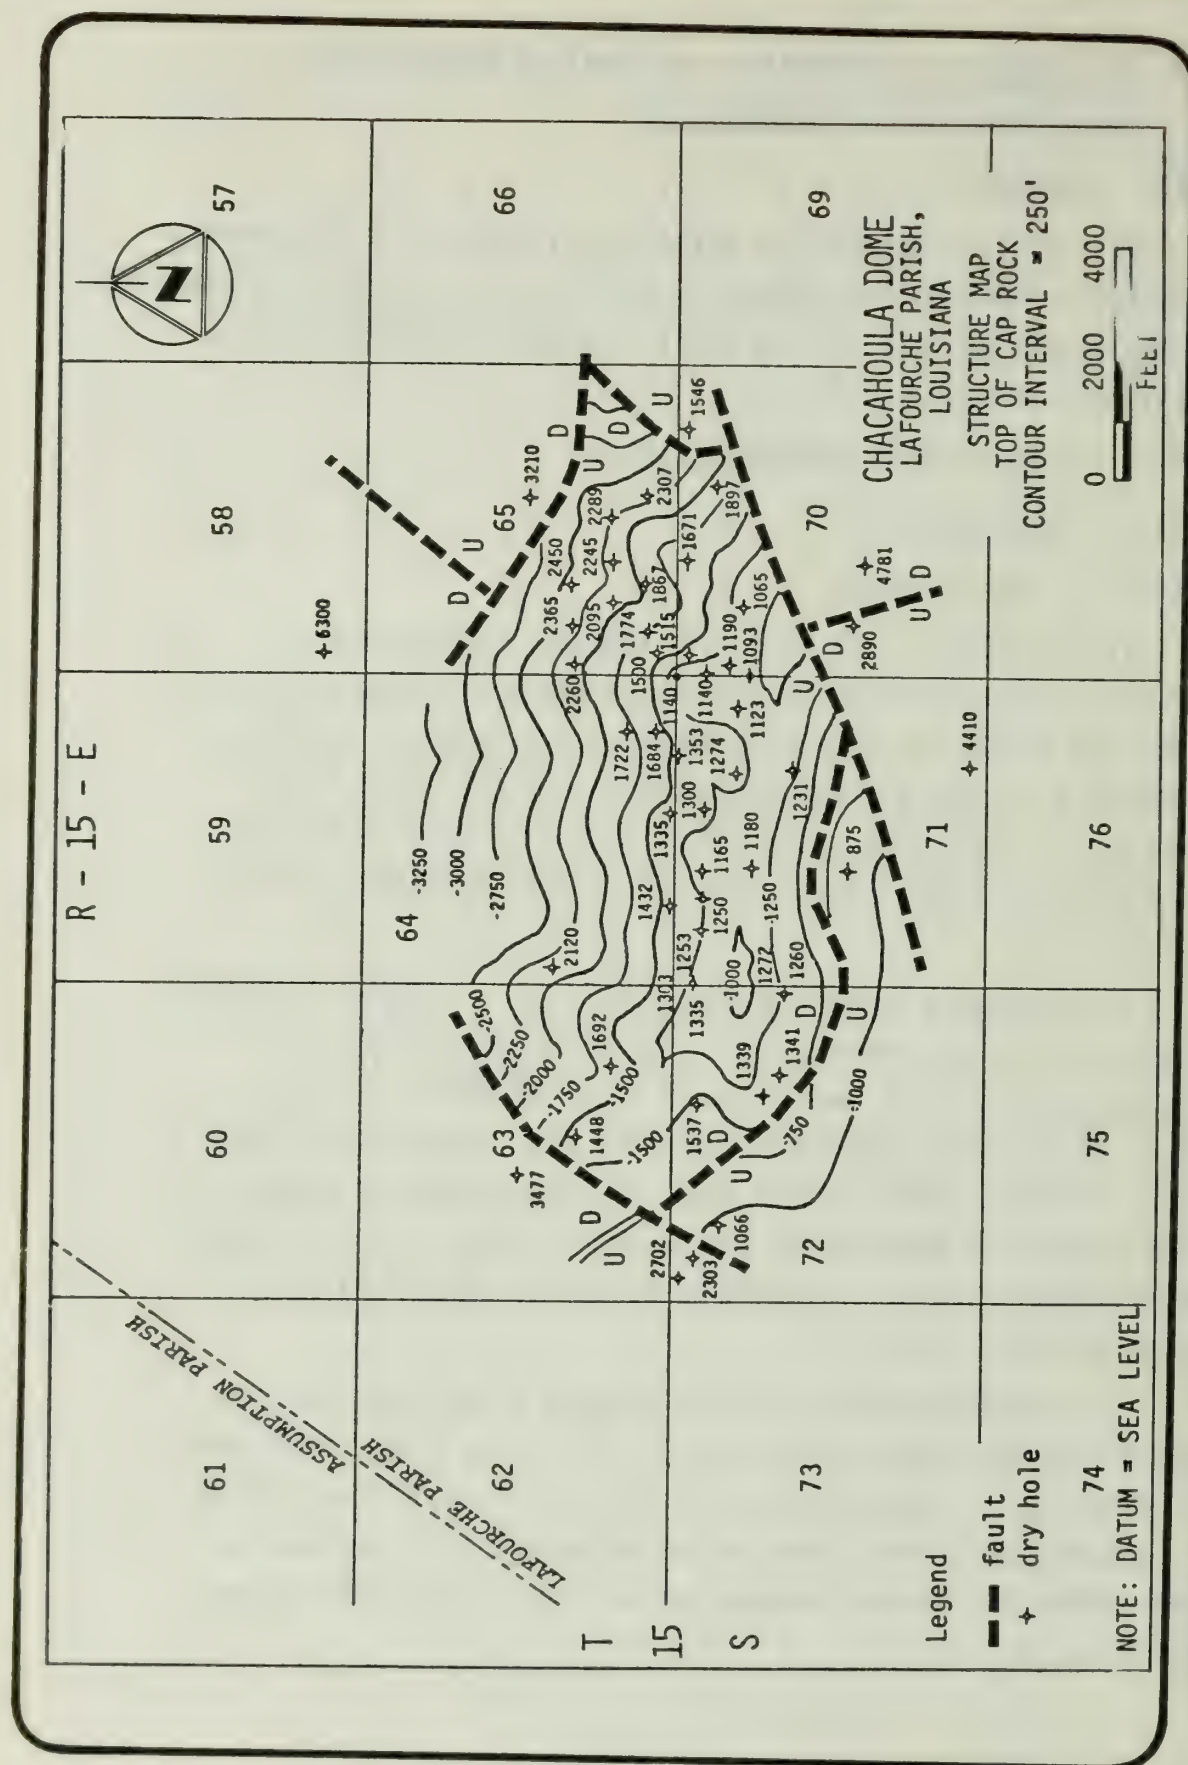 R - 15 - E
61
60
59
58
57
N
ASSUMPTION PARISH
LAFOURCHE PARISH
6300
T
15
S
62
63
64
65
66
3477
3210
-3250
-3000
-2750
-2500
-2250
-2000
-1750
-1500
-1500
2120
1692
1448
2260
2365
2450
2095
2245
2289
2307
1774
1867
1515
1500
1722
1684
1335
1432
1303
1140
1671
1546
U
D
D
U
D
U
D
D
U
2702
2303
1066
1537
1335
1253
1250
1165
1300
1353
1274
1140
1190
1093
1065
1897
1123
1180
1231
-1000
1272
-1250
1260
1339
1341
875
-750
-1000
D
U
D
U
U
D
U
D
2890
4781
4410
73
72
71
70
69
74
75
76
CHACAHOULA DOME
LAFOURCHE PARISH,
LOUISIANA
STRUCTURE MAP
TOP OF CAP ROCK
CONTOUR INTERVAL = 250'
0 2000 4000
FEET
Legend
fault
dry hole
NOTE: DATUM = SEA LEVEL